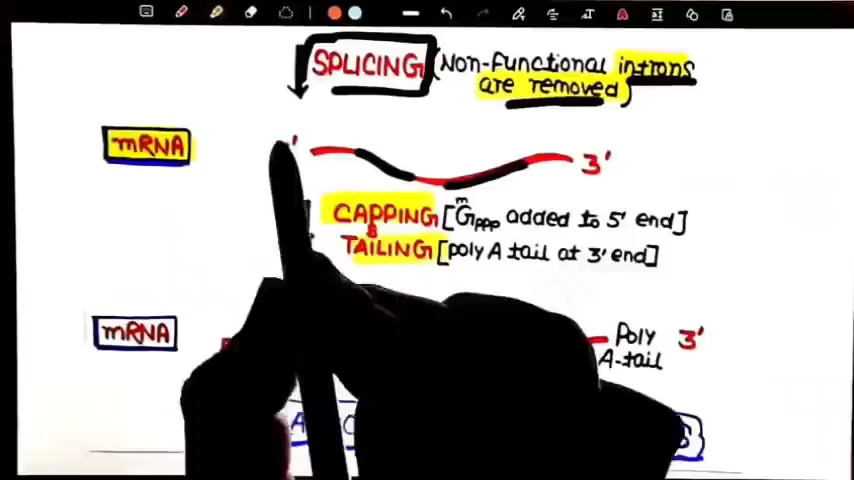 SPLICING (Non-functional introns
are removed)
mRNA 3'
CAPPING [mGppp added to 5' end]
&
TAILING [poly A tail at 3' end]
mRNA Poly 3'
A-tail